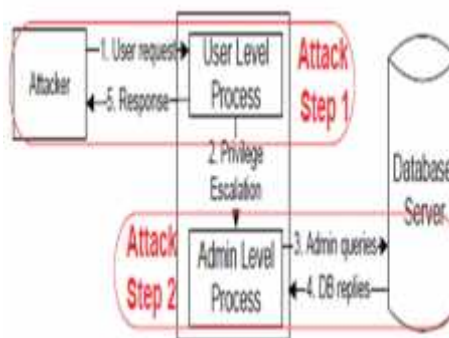 Attacker
1. User request
5. Response
User Level
Process
Attack
Step 1
2. Privilege
Escalation
Attack
Step 2
Admin Level
Process
3. Admin queries
4. DB replies
Database
Server